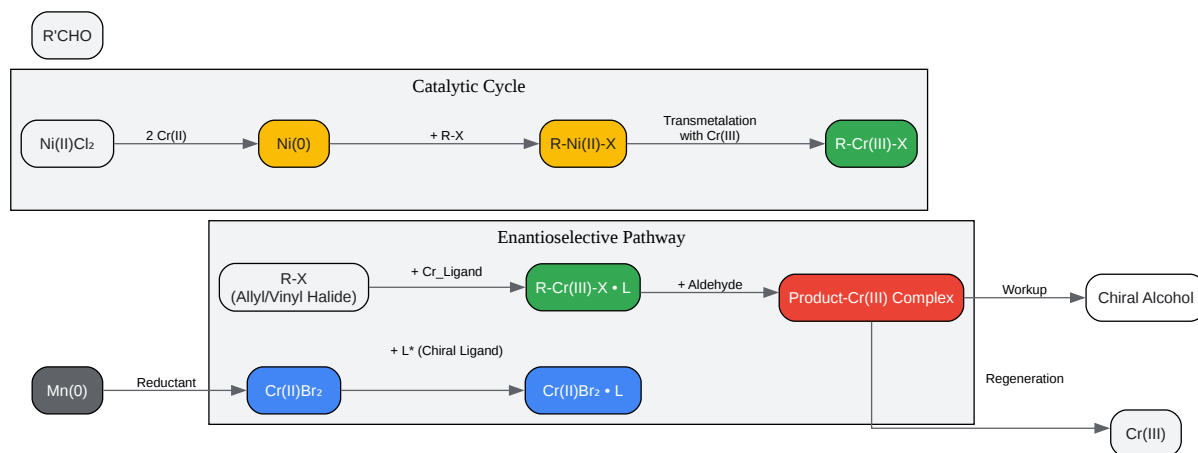 R'CHO
Catalytic Cycle
Ni(II)Cl₂
2 Cr(II)
Ni(0)
+ R-X
R-Ni(II)-X
Transmetalation
with Cr(III)
R-Cr(III)-X
Enantioselective Pathway
R-X
(Allyl/Vinyl Halide)
+ Cr_Ligand
R-Cr(III)-X • L
+ Aldehyde
Product-Cr(III) Complex
Workup
Chiral Alcohol
Mn(0)
Reductant
Cr(II)Br₂
+ L* (Chiral Ligand)
Cr(II)Br₂ • L
Regeneration
Cr(III)